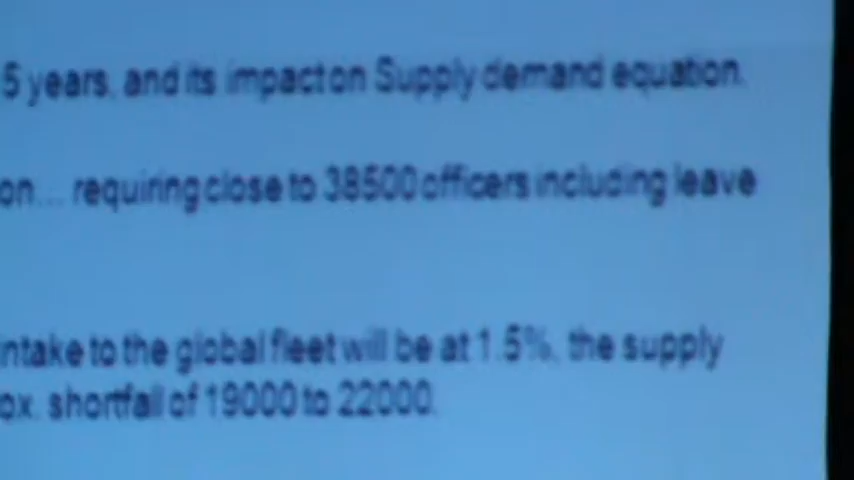 5 years, and its impact on Supply demand equation.
on... requiring close to 38500 officers including leave
intake to the global fleet will be at 1.5%, the supply
ox. shortfall of 19000 to 22000.